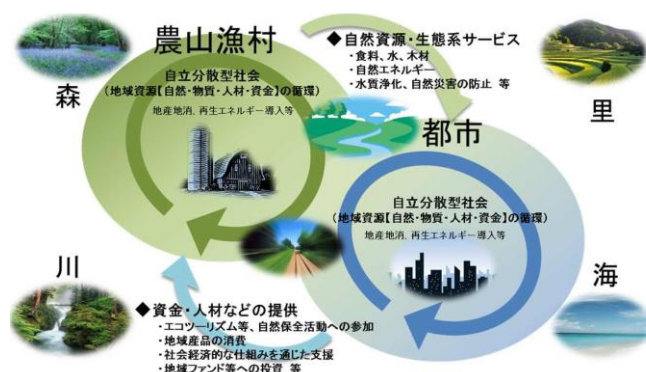 農山漁村
◆自然資源・生態系サービス
・食料、水、木材
・自然エネルギー
・水質浄化、自然災害の防止 等
森
自立分散型社会
(地域資源【自然・物質・人材・資金】の循環)
地産地消、再生エネルギー導入等
里
都市
自立分散型社会
(地域資源【自然・物質・人材・資金】の循環)
地産地消、再生エネルギー導入等
川
海
◆資金・人材などの提供
・エコツーリズム等、自然保全活動への参加
・地域産品の消費
・社会経済的な仕組みを通じた支援
・地域ファンド等への投資 等